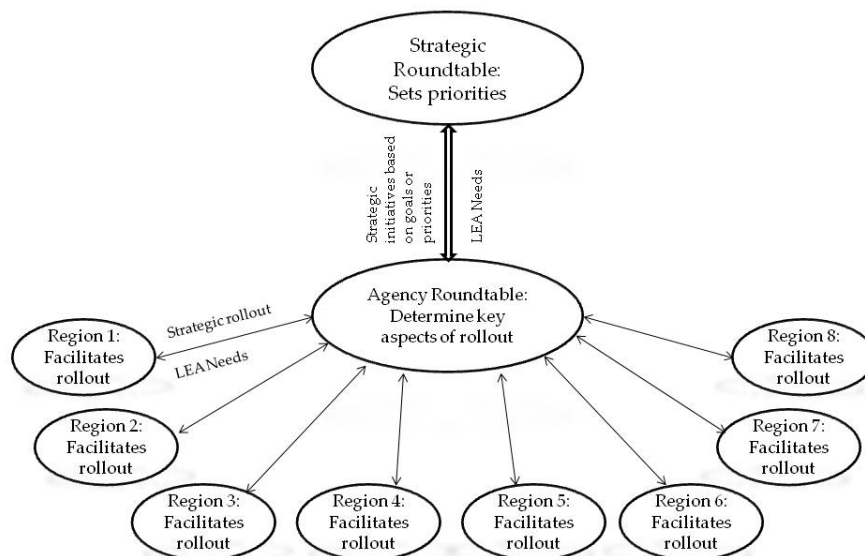 Strategic
Roundtable:
Sets priorities
Strategic
initiatives based
on goals or
priorities
LEA Needs
Agency Roundtable:
Determine key
aspects of rollout
Strategic rollout
LEA Needs
Region 1:
Facilitates
rollout
Region 8:
Facilitates
rollout
Region 2:
Facilitates
rollout
Region 7:
Facilitates
rollout
Region 3:
Facilitates
rollout
Region 4:
Facilitates
rollout
Region 5:
Facilitates
rollout
Region 6:
Facilitates
rollout